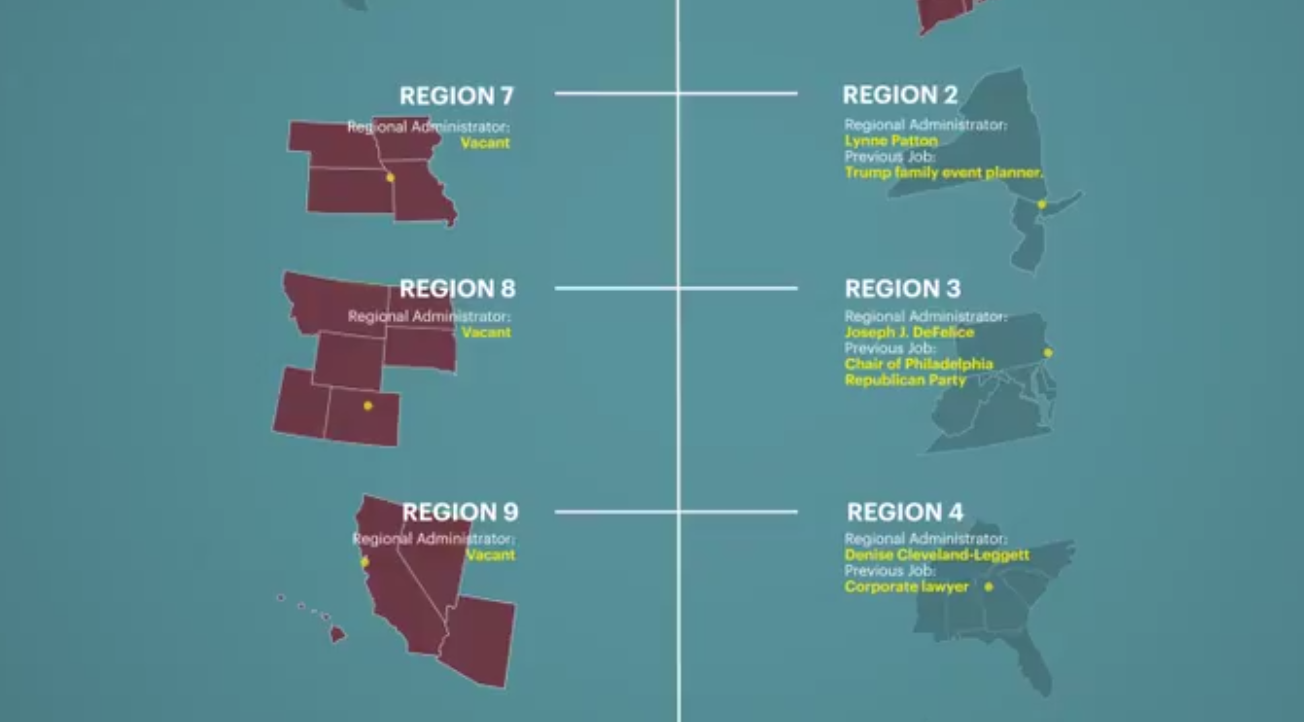 REGION 7
Regional Administrator:
Vacant
REGION 8
Regional Administrator:
Vacant
REGION 9
Regional Administrator:
Vacant
REGION 2
Regional Administrator:
Lynne Patton
Previous Job:
Trump family event planner.
REGION 3
Regional Administrator:
Joseph J. DeFelice
Previous Job:
Chair of Philadelphia
Republican Party
REGION 4
Regional Administrator:
Denise Cleveland-Leggett
Previous Job:
Corporate lawyer